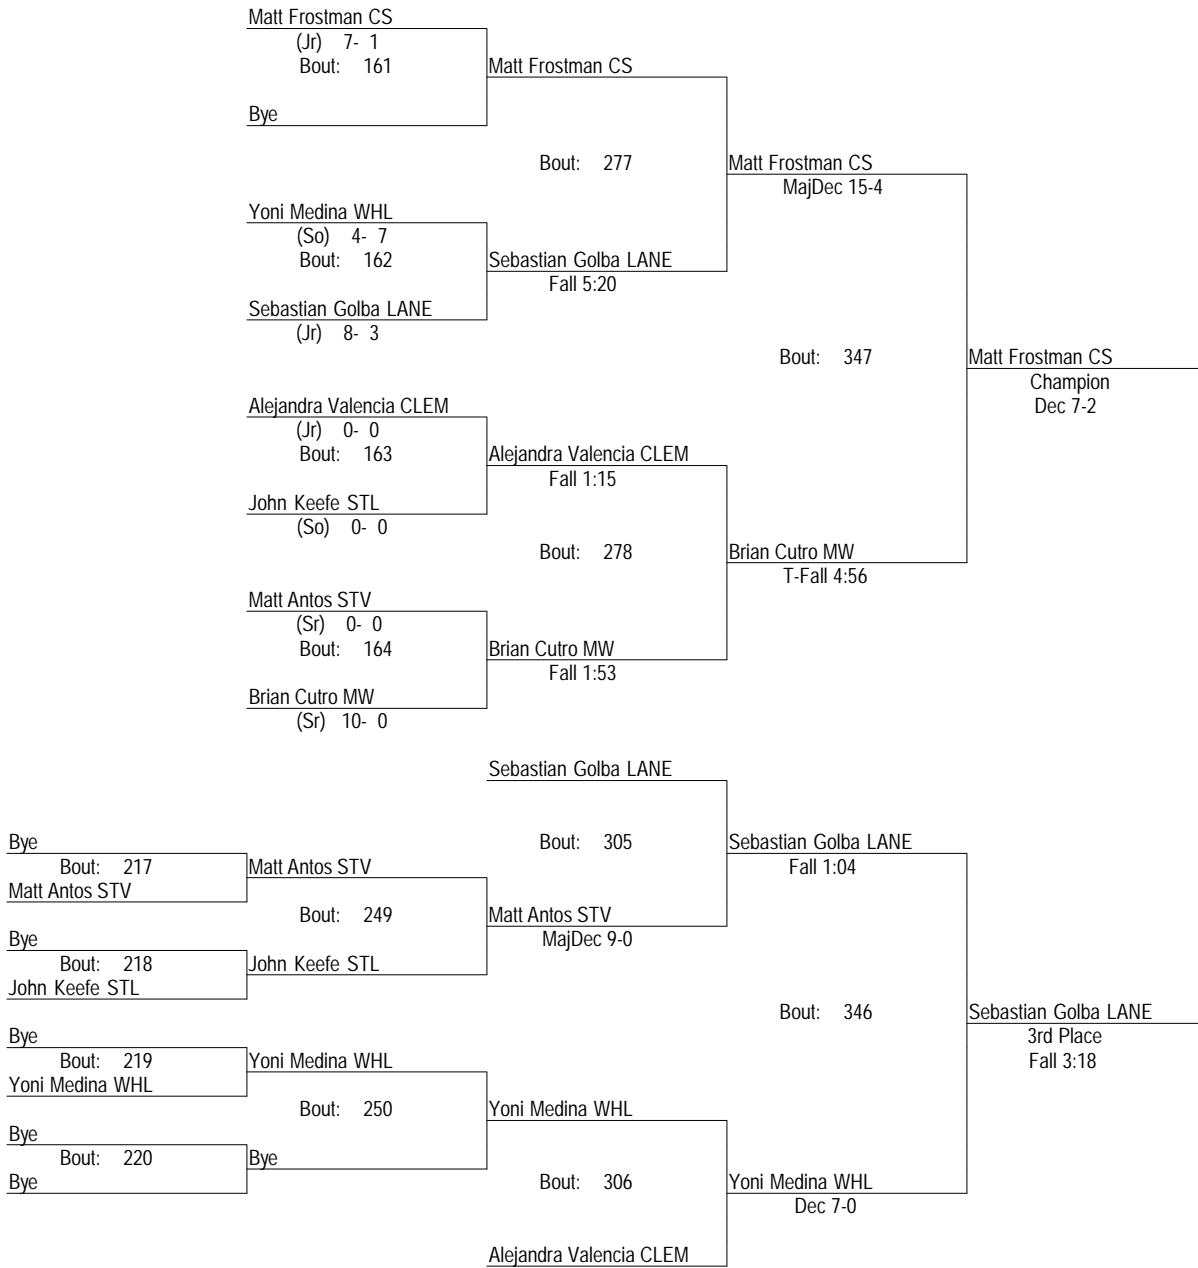 Matt Frostman CS
(Jr) 7- 1
Bout: 161
Matt Frostman CS
Bye
Bout: 277
Matt Frostman CS
MajDec 15-4
Yoni Medina WHL
(So) 4- 7
Bout: 162
Sebastian Golba LANE
Fall 5:20
Sebastian Golba LANE
(Jr) 8- 3
Bout: 347
Matt Frostman CS
Champion
Dec 7-2
Alejandra Valencia CLEM
(Jr) 0- 0
Bout: 163
Alejandra Valencia CLEM
Fall 1:15
John Keefe STL
(So) 0- 0
Bout: 278
Brian Cutro MW
T-Fall 4:56
Matt Antos STV
(Sr) 0- 0
Bout: 164
Brian Cutro MW
Fall 1:53
Brian Cutro MW
(Sr) 10- 0
Sebastian Golba LANE
Bye
Bout: 217
Matt Antos STV
Matt Antos STV
Bout: 305
Sebastian Golba LANE
Fall 1:04
Bout: 249
Matt Antos STV
MajDec 9-0
Bye
Bout: 218
John Keefe STL
John Keefe STL
Bout: 346
Sebastian Golba LANE
3rd Place
Fall 3:18
Bye
Bout: 219
Yoni Medina WHL
Yoni Medina WHL
Bout: 250
Yoni Medina WHL
Bye
Bout: 220
Bye
Bye
Bout: 306
Yoni Medina WHL
Dec 7-0
Alejandra Valencia CLEM